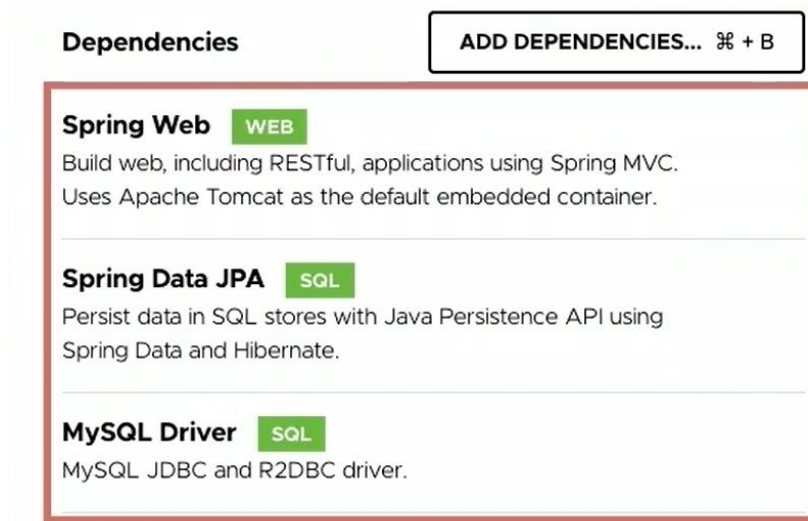 Dependencies
ADD DEPENDENCIES... ⌘ + B
Spring Web WEB
Build web, including RESTful, applications using Spring MVC.
Uses Apache Tomcat as the default embedded container.
Spring Data JPA SQL
Persist data in SQL stores with Java Persistence API using
Spring Data and Hibernate.
MySQL Driver SQL
MySQL JDBC and R2DBC driver.